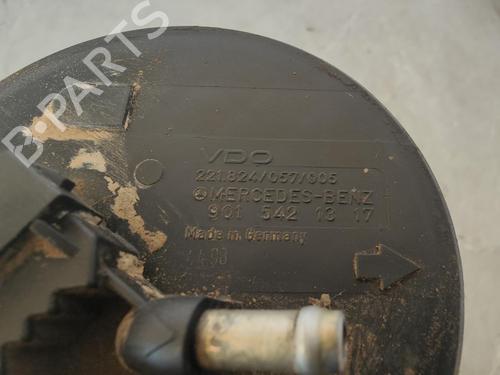 B-PARTS
VDO
221.824/057/005
MERCEDES-BENZ
901 542 13 17
Made in Germany